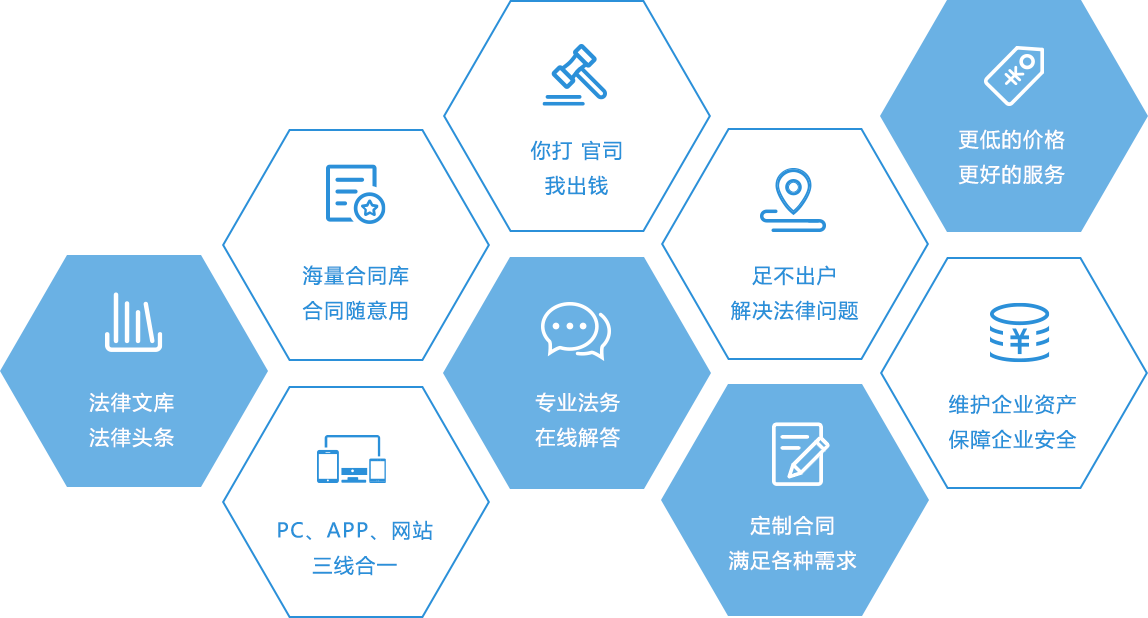 你打 官司
我出钱
更低的价格
更好的服务
海量合同库
合同随意用
足不出户
解决法律问题
法律文库
法律头条
专业法务
在线解答
维护企业资产
保障企业安全
PC、APP、网站
三线合一
定制合同
满足各种需求